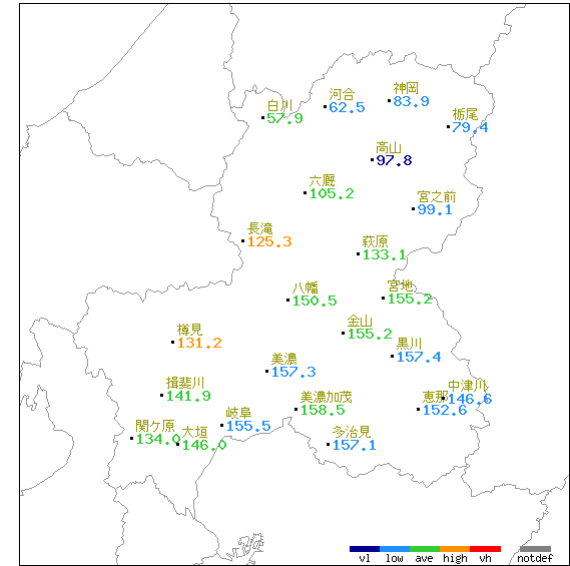 神岡
83.9
河合
62.5
白川
57.9
栃尾
79.4
高山
97.8
六厩
105.2
宮之前
99.1
長滝
125.3
萩原
133.1
八幡
150.5
宮地
155.2
金山
155.2
樽見
131.2
黒川
157.4
美濃
157.3
揖斐川
141.9
中津川
146.6
美濃加茂
158.5
恵那
152.6
岐阜
155.5
関ケ原
134.0
大垣
146.0
多治見
157.1
vl low ave high vh notdef